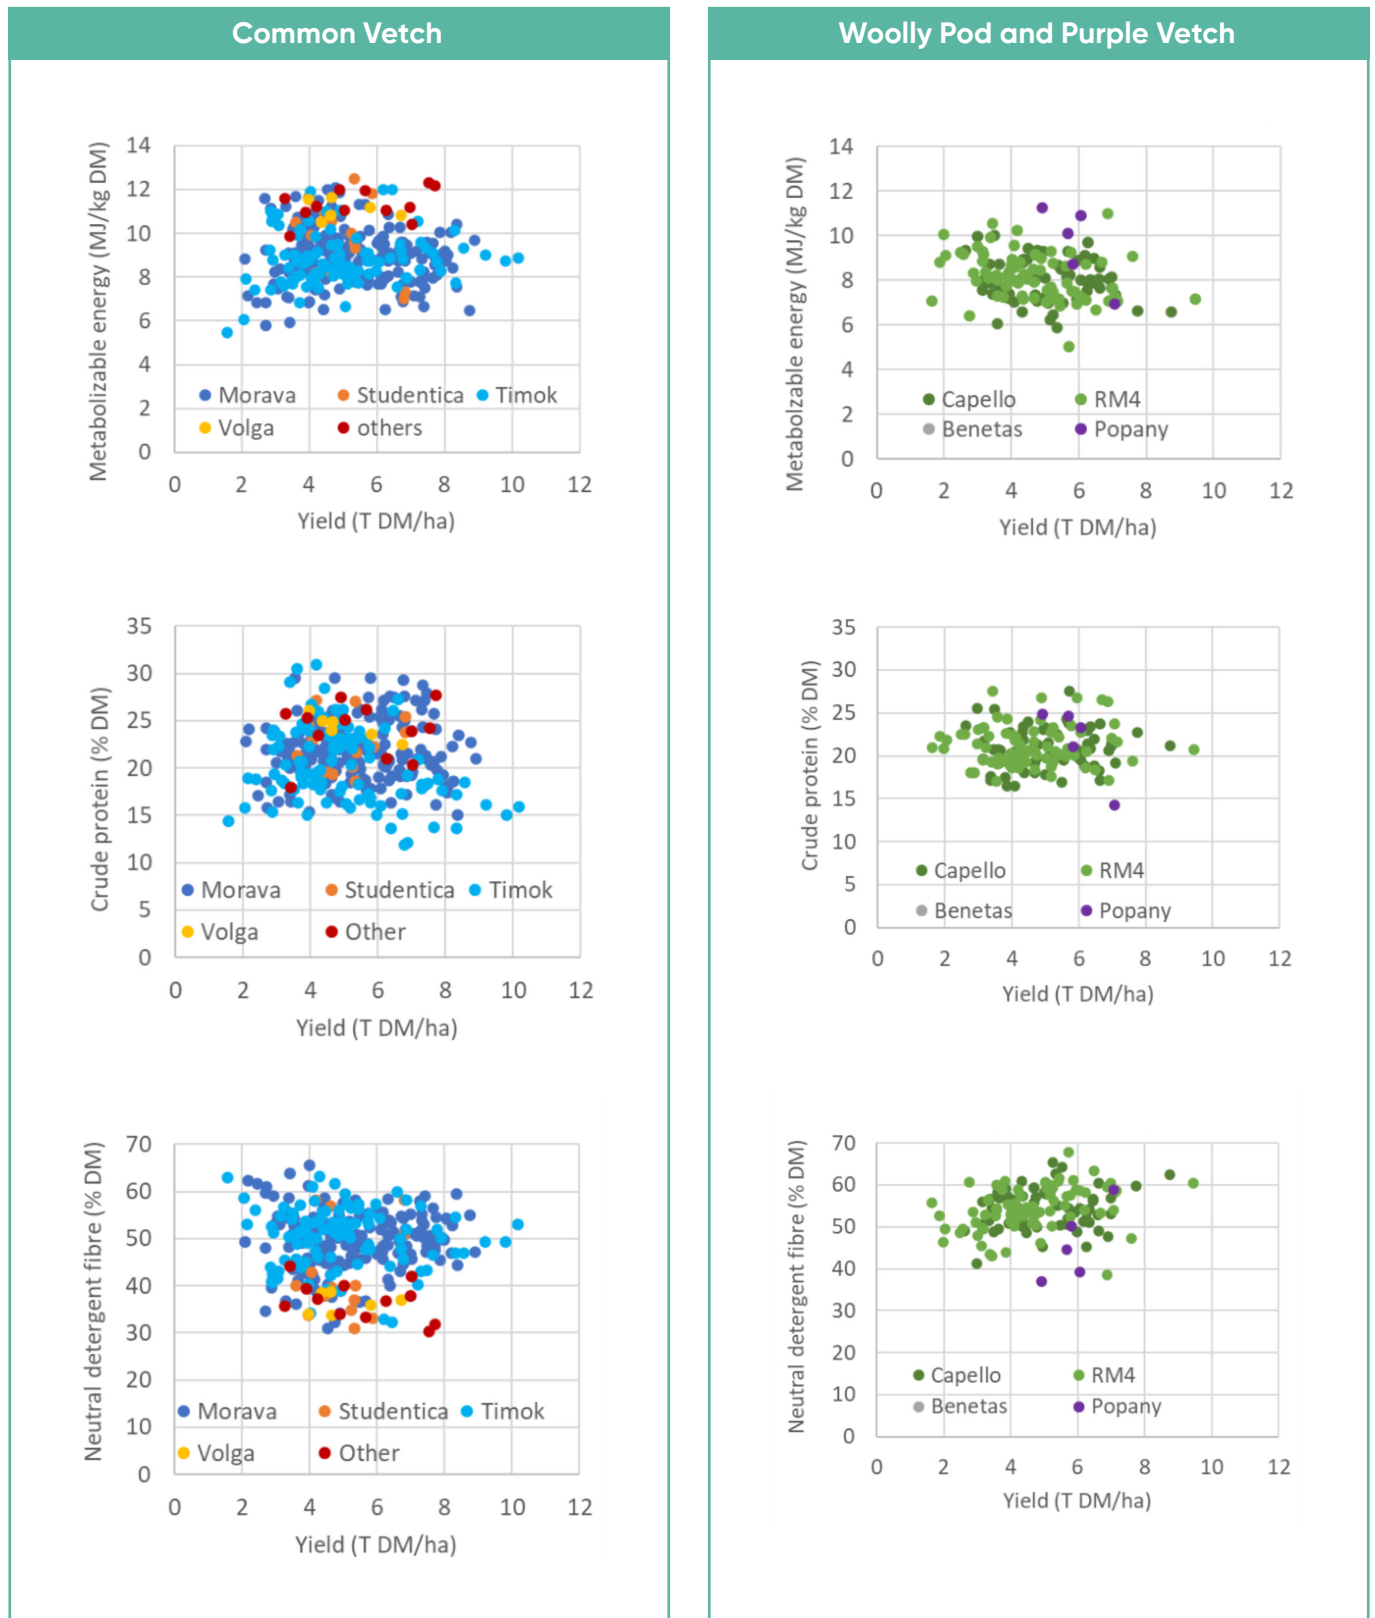 Common Vetch
Metabolizable energy (MJ/kg DM)
14
12
10
8
6
4
2
0
Morava Studentica Timok
Volga others
0 2 4 6 8 10 12
Yield (T DM/ha)
Crude protein (% DM)
35
30
25
20
15
10
5
0
Morava Studentica Timok
Volga Other
0 2 4 6 8 10 12
Yield (T DM/ha)
Neutral detergent fibre (% DM)
70
60
50
40
30
20
10
0
Morava Studentica Timok
Volga Other
0 2 4 6 8 10 12
Yield (T DM/ha)
Woolly Pod and Purple Vetch
Metabolzable energy (MJ/kg DM)
14
12
10
8
6
4
2
0
Capello RM4
Benetas Popany
0 2 4 6 8 10 12
Yield (T DM/ha)
Crude protein (% DM)
35
30
25
20
15
10
5
0
Capello RM4
Benetas Popany
0 2 4 6 8 10 12
Yield (T DM/ha)
Neutral detergent fibre (% DM)
70
60
50
40
30
20
10
0
Capello RM4
Benetas Popany
0 2 4 6 8 10 12
Yield (T DM/ha)